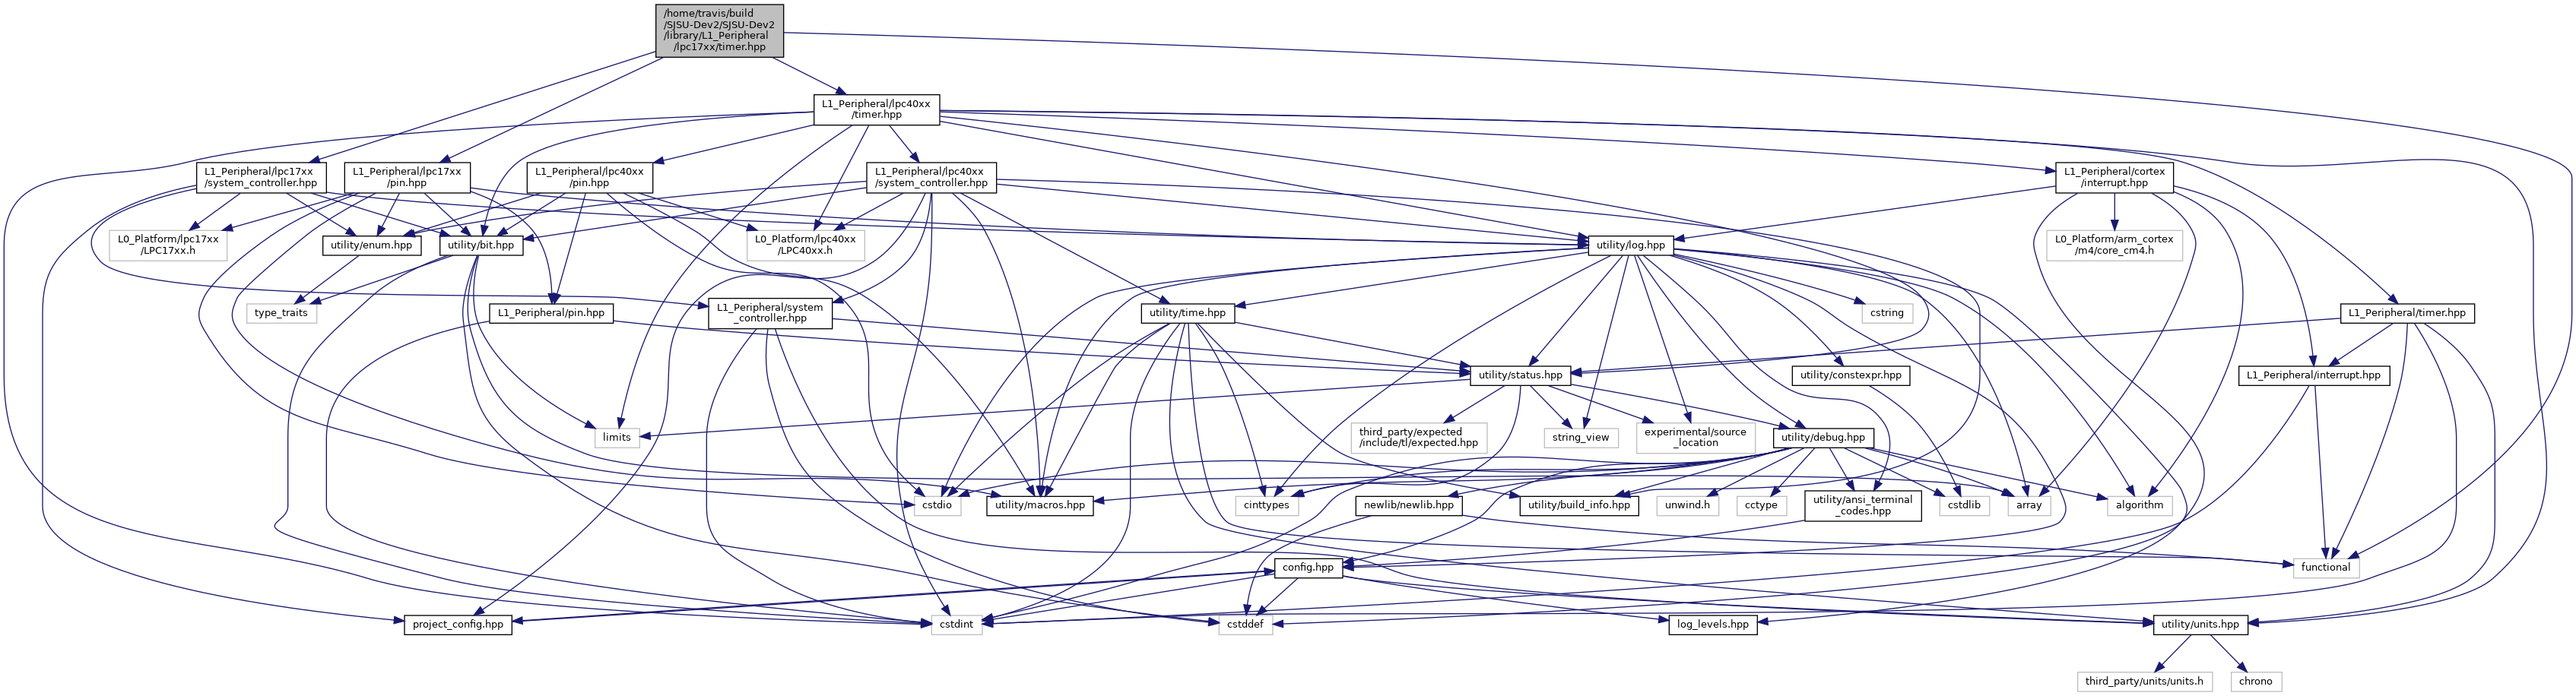 /home/travis/build
/SJSU-Dev2/SJSU-Dev2
/library/L1_Peripheral
/lpc17xx/timer.hpp
L1_Peripheral/lpc40xx
/timer.hpp
L1_Peripheral/lpc17xx
/system_controller.hpp
L1_Peripheral/lpc17xx
/pin.hpp
L1_Peripheral/lpc40xx
/pin.hpp
L1_Peripheral/lpc40xx
/system_controller.hpp
L1_Peripheral/cortex
/interrupt.hpp
L0_Platform/lpc17xx
/LPC17xx.h
utility/enum.hpp
utility/bit.hpp
L0_Platform/lpc40xx
/LPC40xx.h
utility/log.hpp
L0_Platform/arm_cortex
/m4/core_cm4.h
type_traits
L1_Peripheral/pin.hpp
L1_Peripheral/system
_controller.hpp
utility/time.hpp
cstring
L1_Peripheral/timer.hpp
utility/status.hpp
utility/constexpr.hpp
L1_Peripheral/interrupt.hpp
limits
third_party/expected
/include/tl/expected.hpp
string_view
experimental/source
_location
utility/debug.hpp
cstdio
utility/macros.hpp
cinttypes
newlib/newlib.hpp
utility/build_info.hpp
unwind.h
cctype
utility/ansi_terminal
_codes.hpp
cstdlib
array
algorithm
config.hpp
functional
project_config.hpp
cstdint
cstddef
log_levels.hpp
utility/units.hpp
third_party/units/units.h
chrono